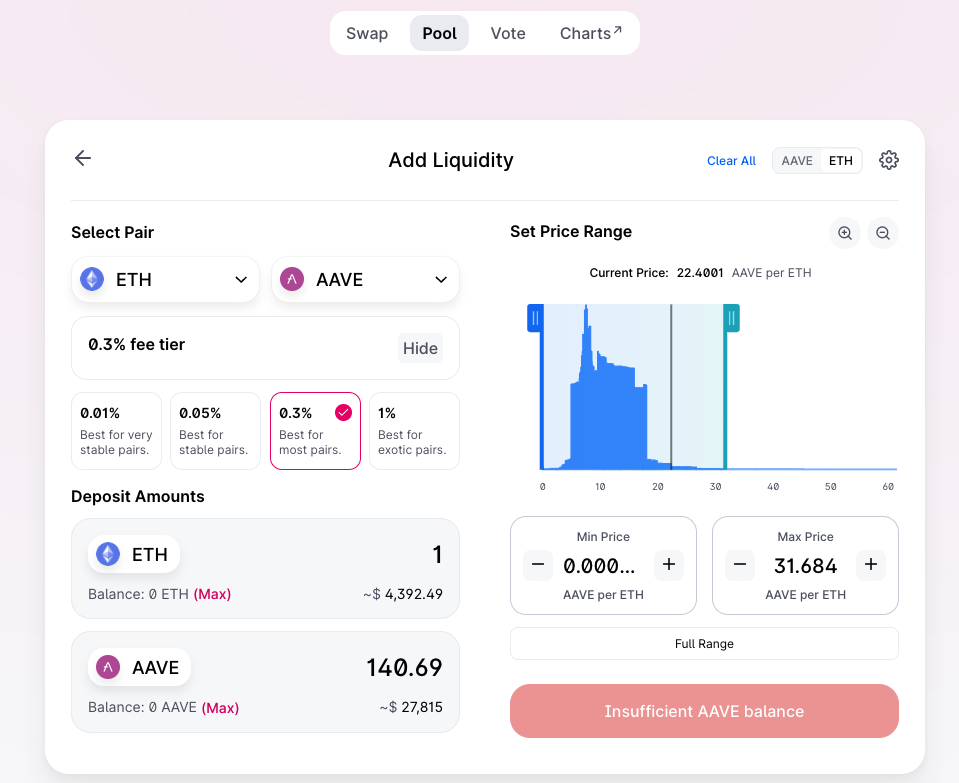 Swap Pool Vote Charts↗
Add Liquidity
Clear All
AAVE ETH
Select Pair
ETH
AAVE
0.3% fee tier
Hide
0.01%
Best for very
stable pairs.
0.05%
Best for
stable pairs.
0.3%
Best for
most pairs.
1%
Best for
exotic pairs.
Deposit Amounts
ETH
1
Balance: 0 ETH (Max)
~$ 4,392.49
AAVE
140.69
Balance: 0 AAVE (Max)
~$ 27,815
Set Price Range
Current Price: 22.4001 AAVE per ETH
0 10 20 30 40 50 60
Min Price
0.000...
AAVE per ETH
Max Price
31.684
AAVE per ETH
Full Range
Insufficient AAVE balance